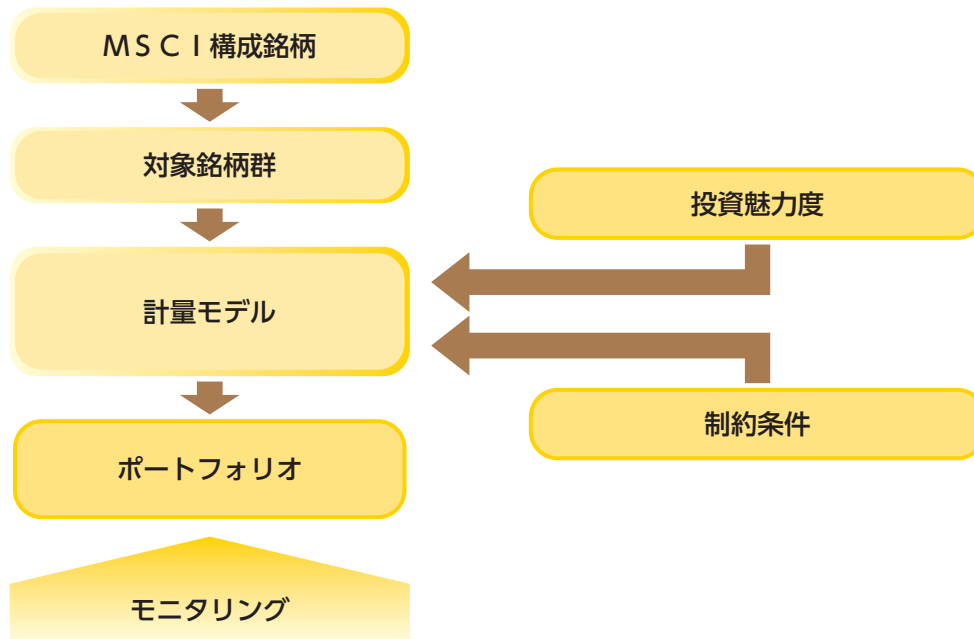 ＭＳＣＩ構成銘柄
対象銘柄群
投資魅力度
計量モデル
制約条件
ポートフォリオ
モニタリング